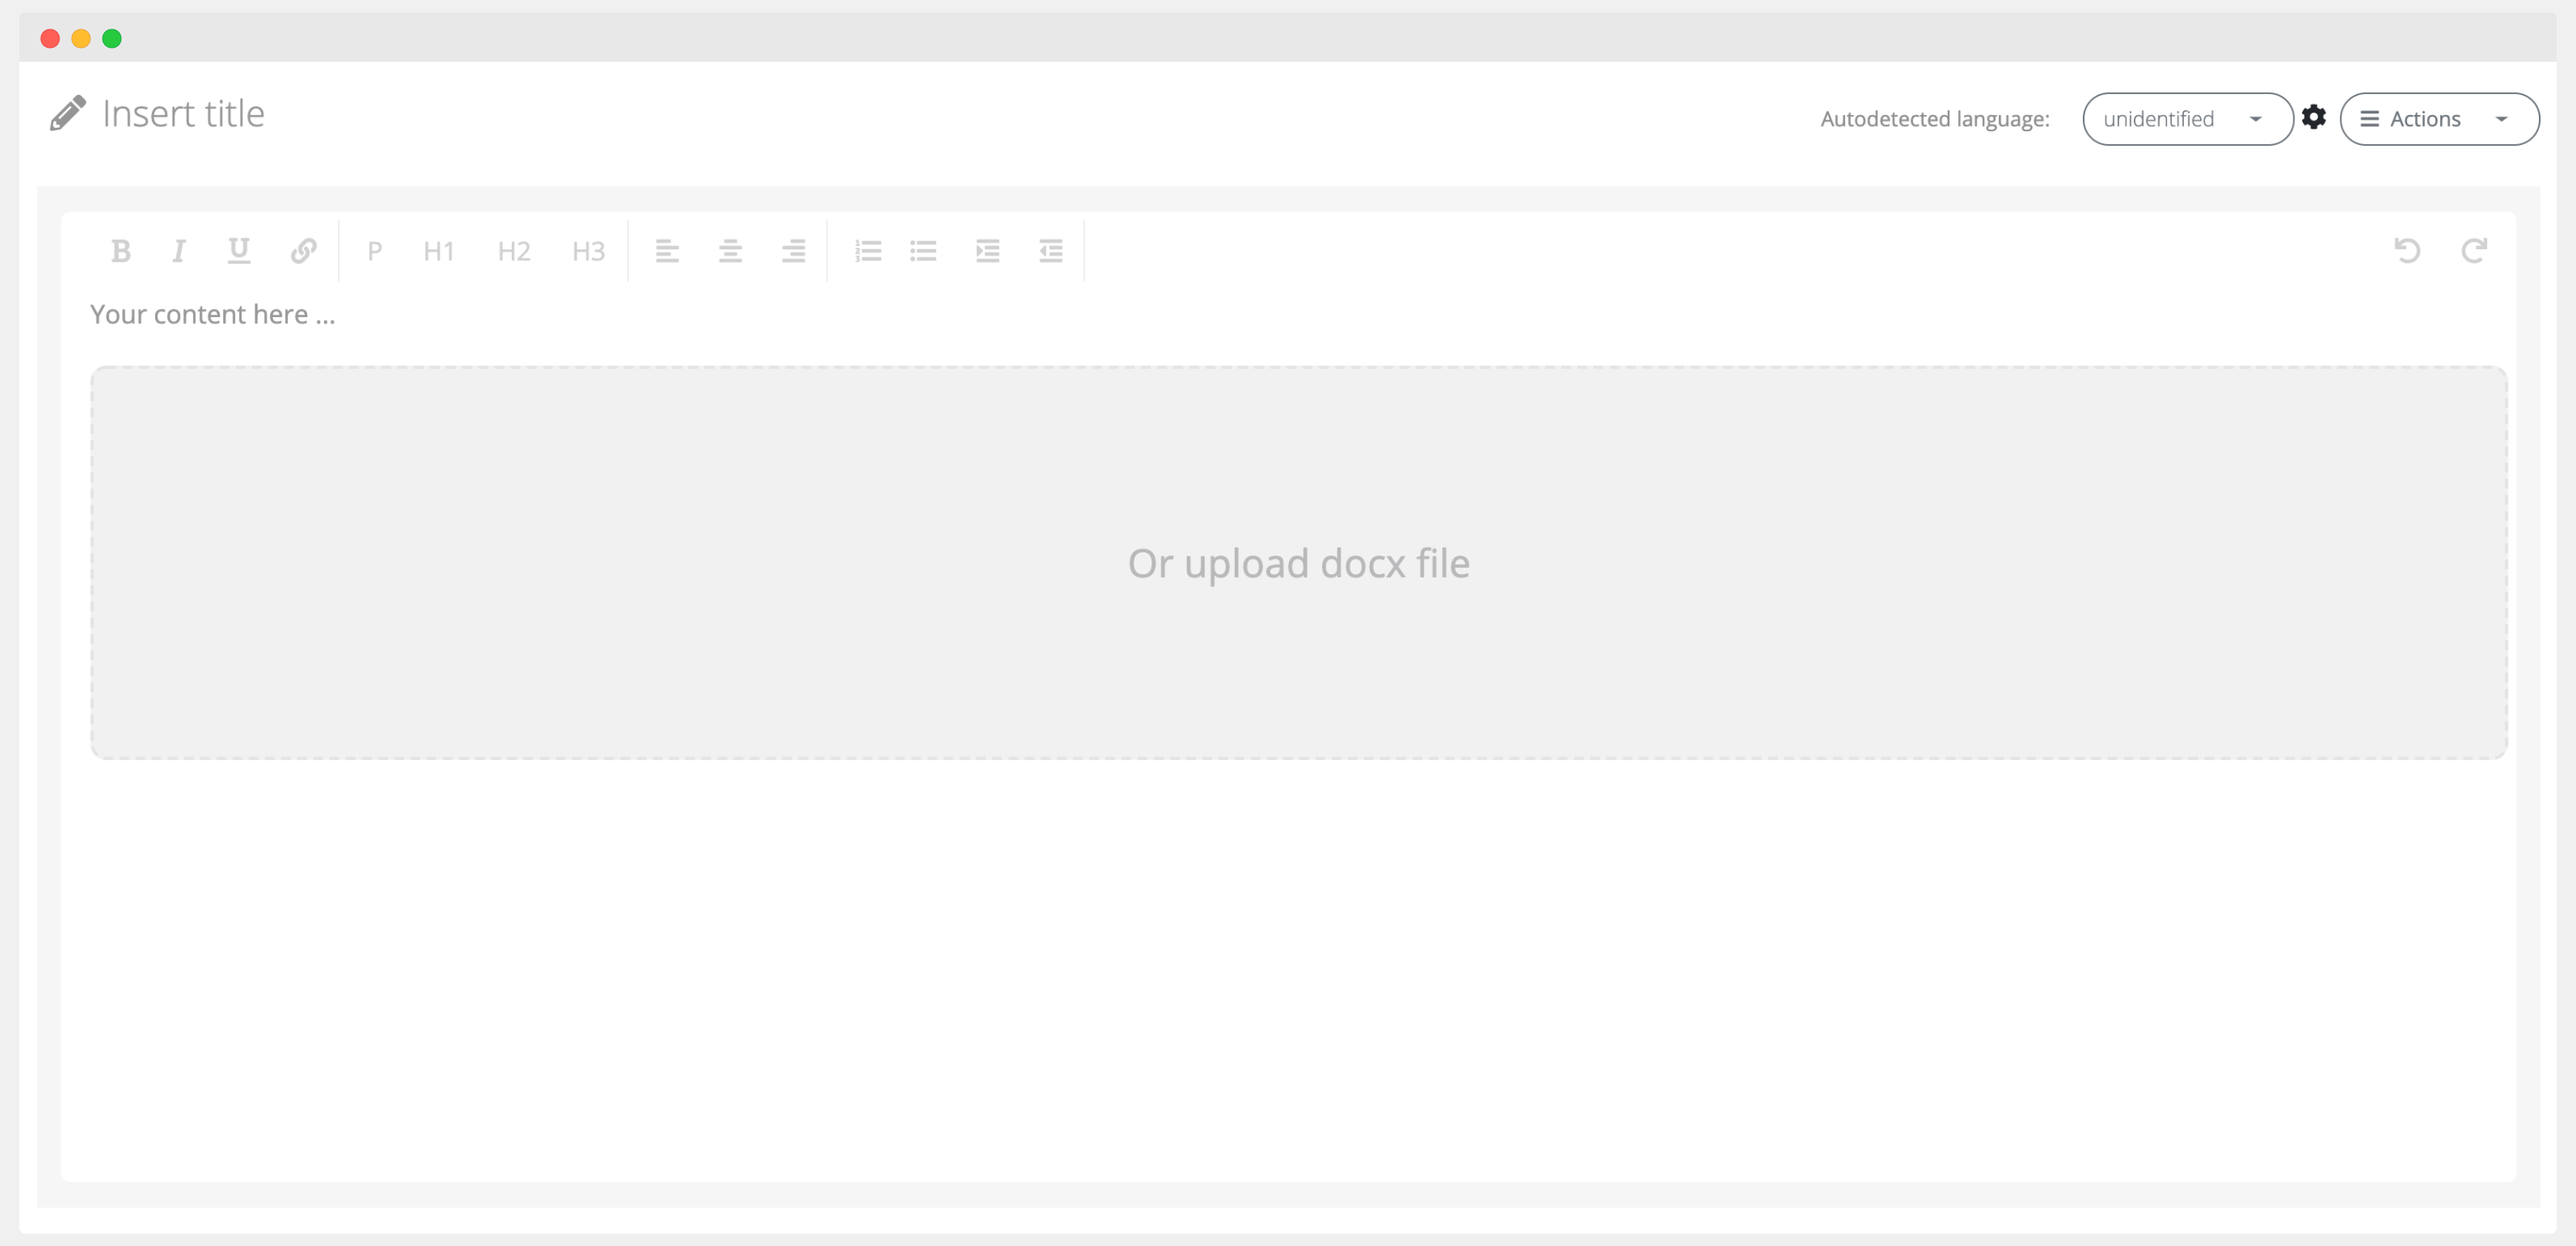 Insert title
Autodetected language: unidentified Actions
B I U P H1 H2 H3
Your content here ...
Or upload docx file